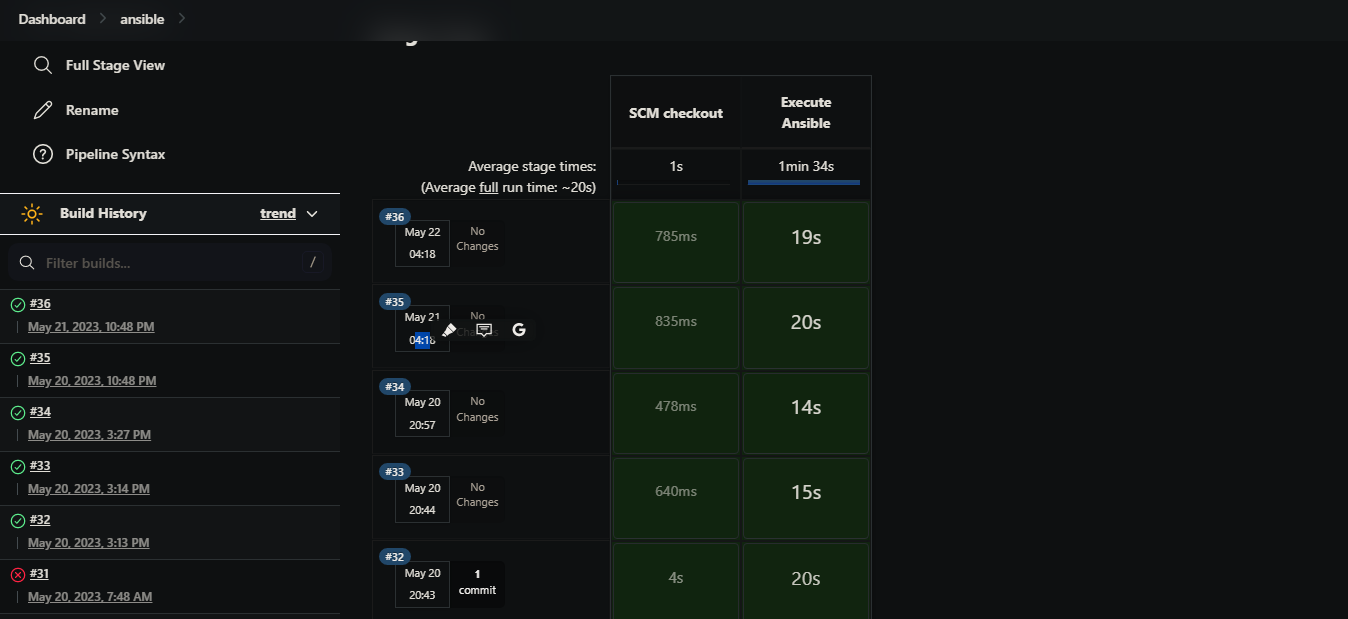 Dashboard
ansible
Full Stage View
Rename
Pipeline Syntax
Build History
trend
Filter builds...
/
#36
May 21, 2023, 10:48 PM
#35
May 20, 2023, 10:48 PM
#34
May 20, 2023, 3:27 PM
#33
May 20, 2023, 3:14 PM
#32
May 20, 2023, 3:13 PM
#31
May 20, 2023, 7:48 AM
SCM checkout
Execute
Ansible
Average stage times:
(Average full run time: ~20s)
1s
1min 34s
#36
May 22
04:18
No
Changes
785ms
19s
#35
May 21
04:18
No
Changes
G
835ms
20s
#34
May 20
20:57
No
Changes
478ms
14s
#33
May 20
20:44
No
Changes
640ms
15s
#32
May 20
20:43
1
commit
4s
20s